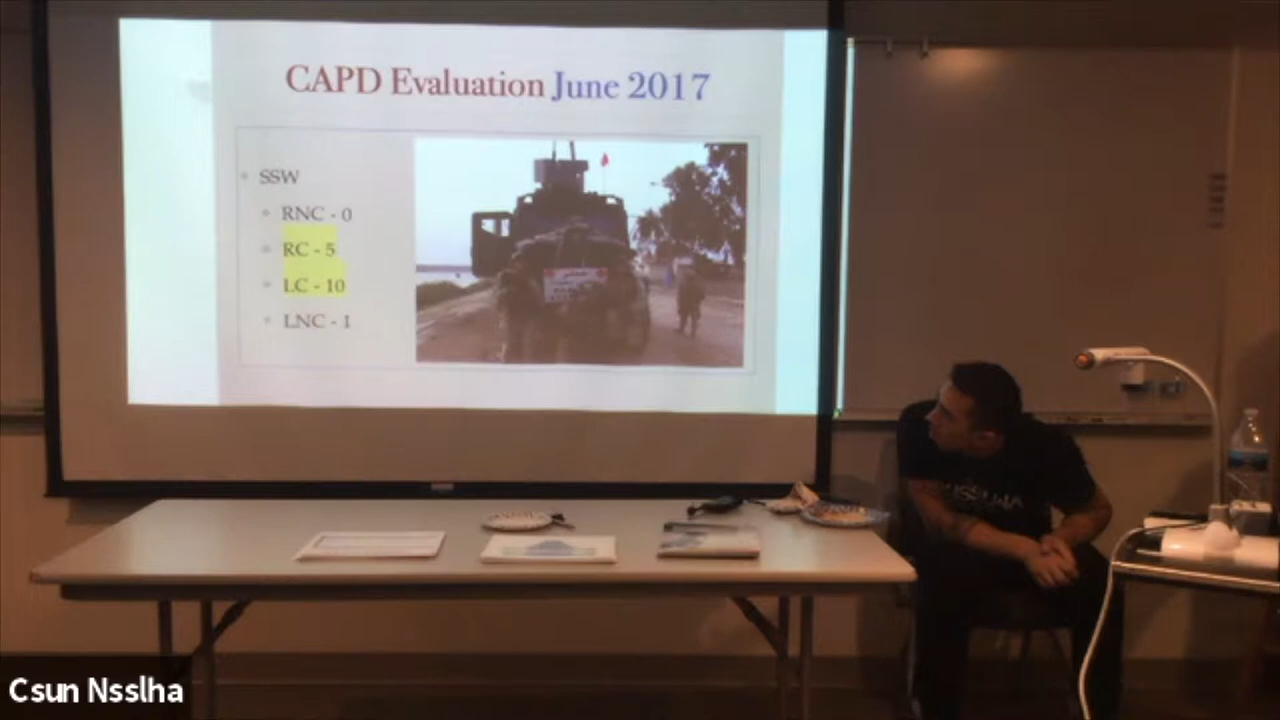 CAPD Evaluation June 2017
SSW
RNC - 0
RC - 5
LC - 10
LNC - 1
Csun Nsslha